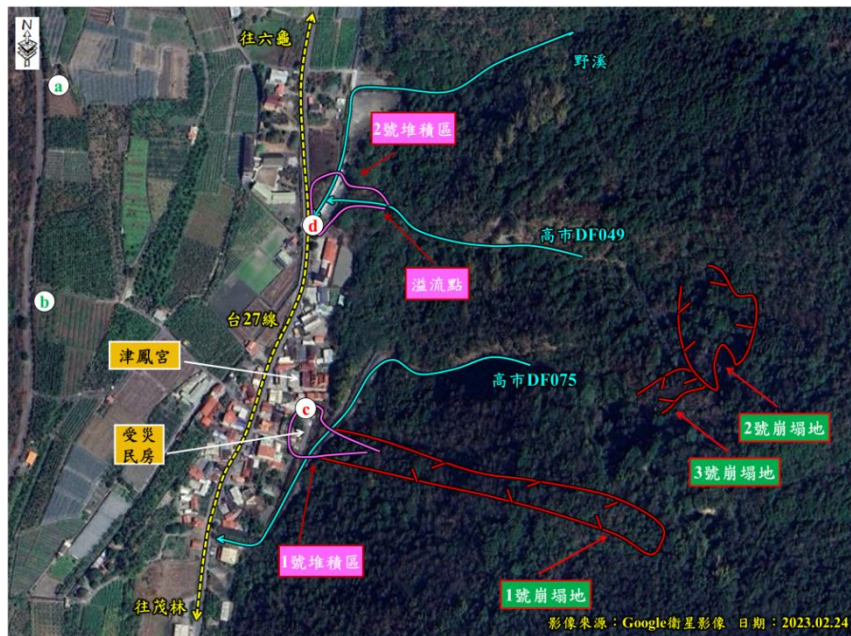 N
往六龜
野溪
a
2號堆積區
d
高市DF049
溢流點
b
台27線
津鳳宮
高市DF075
c
2號崩塌地
受災
民房
3號崩塌地
1號堆積區
1號崩塌地
往茂林
影像來源：Google衛星影像 日期：2023.02.24